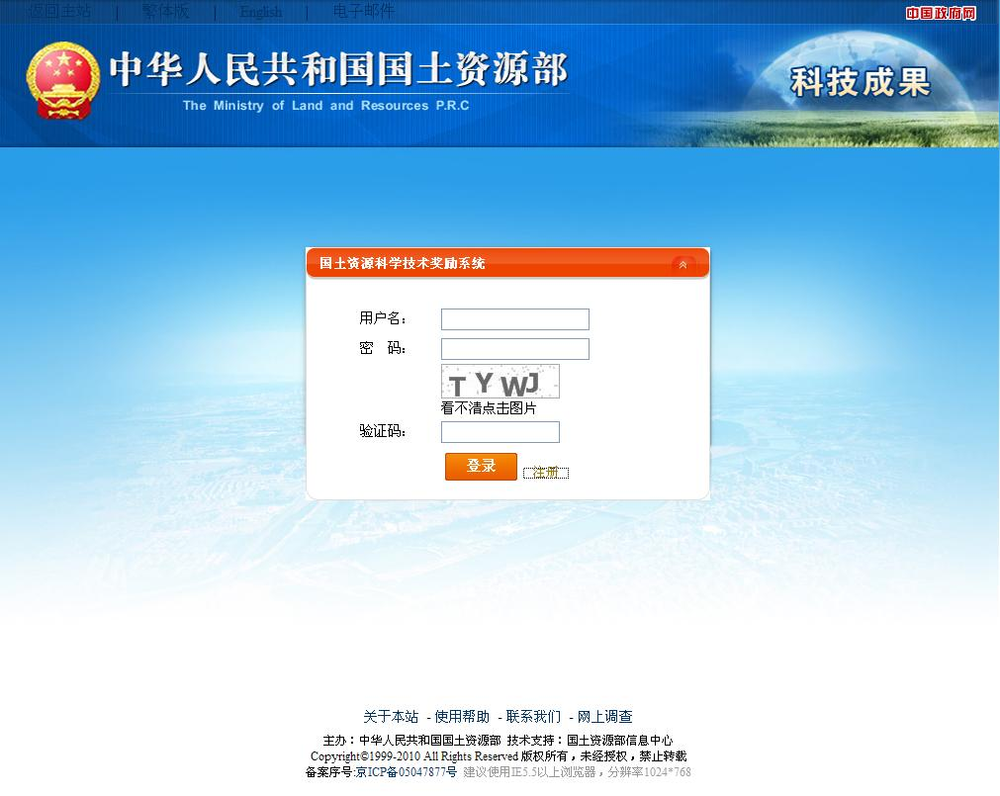 返回主站 | 繁体版 | English | 电子邮件
中国政府网
中华人民共和国国土资源部
The Ministry of Land and Resources P.R.C
科技成果
国土资源科学技术奖励系统
用户名：
密 码：
TYWJ
看不清点击图片
验证码：
登录 注册
关于本站 - 使用帮助 - 联系我们 - 网上调查
主办：中华人民共和国国土资源部 技术支持：国土资源部信息中心
Copyright©1999-2010 All Rights Reserved 版权所有，未经授权，禁止转载
备案序号:京ICP备05047877号 建议使用IE5.5以上浏览器，分辨率1024*768